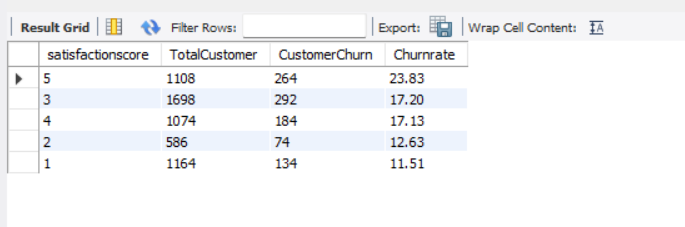 Result Grid Filter Rows: Export: Wrap Cell Content: IA
satisfactionscore TotalCustomer CustomerChurn Churnrate
5 1108 264 23.83
3 1698 292 17.20
4 1074 184 17.13
2 586 74 12.63
1 1164 134 11.51